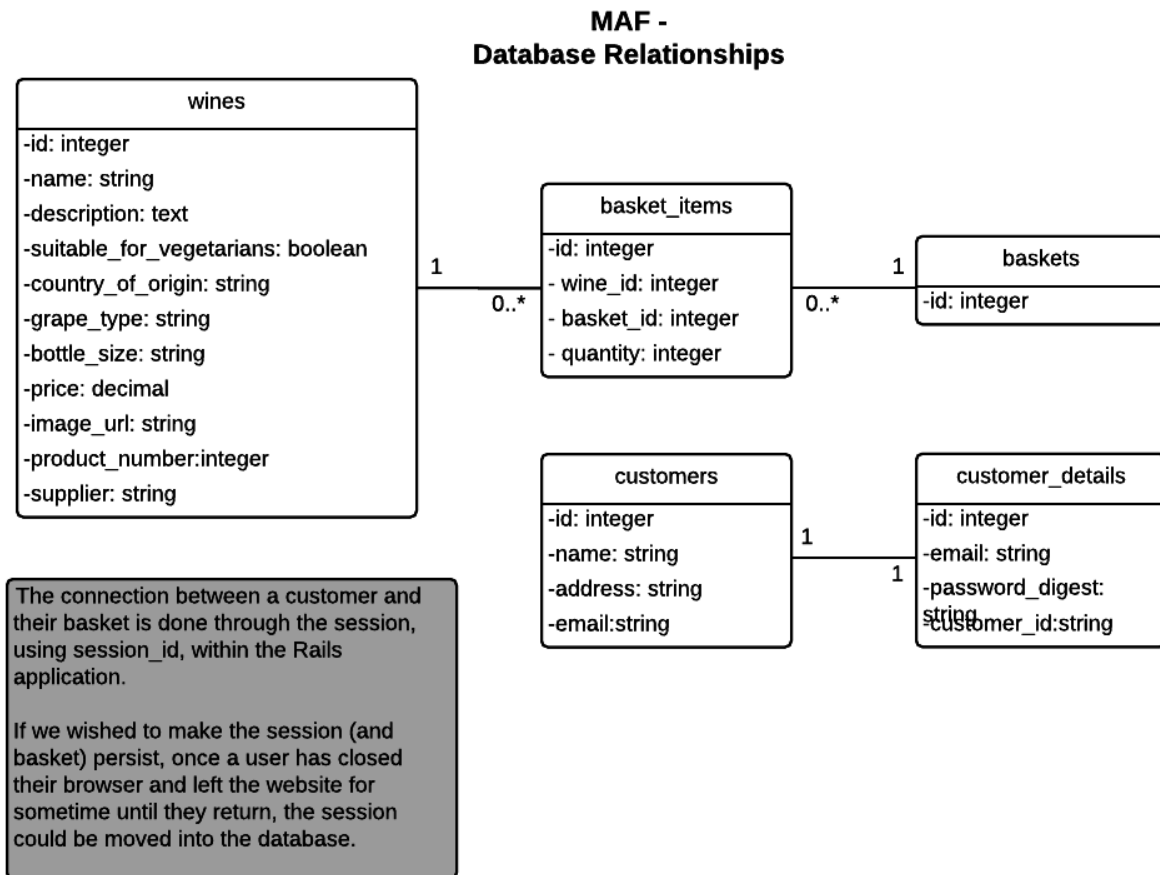 MAF -
Database Relationships
wines
-id: integer
-name: string
-description: text
-suitable_for_vegetarians: boolean
-country_of_origin: string
-grape_type: string
-bottle_size: string
-price: decimal
-image_url: string
-product_number:integer
-supplier: string
1
0..*
basket_items
-id: integer
- wine_id: integer
- basket_id: integer
- quantity: integer
1
0..*
baskets
-id: integer
customers
-id: integer
-name: string
-address: string
-email:string
1
1
customer_details
-id: integer
-email: string
-password_digest:
string
-customer_id:string
The connection between a customer and
their basket is done through the session,
using session_id, within the Rails
application.
If we wished to make the session (and
basket) persist, once a user has closed
their browser and left the website for
sometime until they return, the session
could be moved into the database.